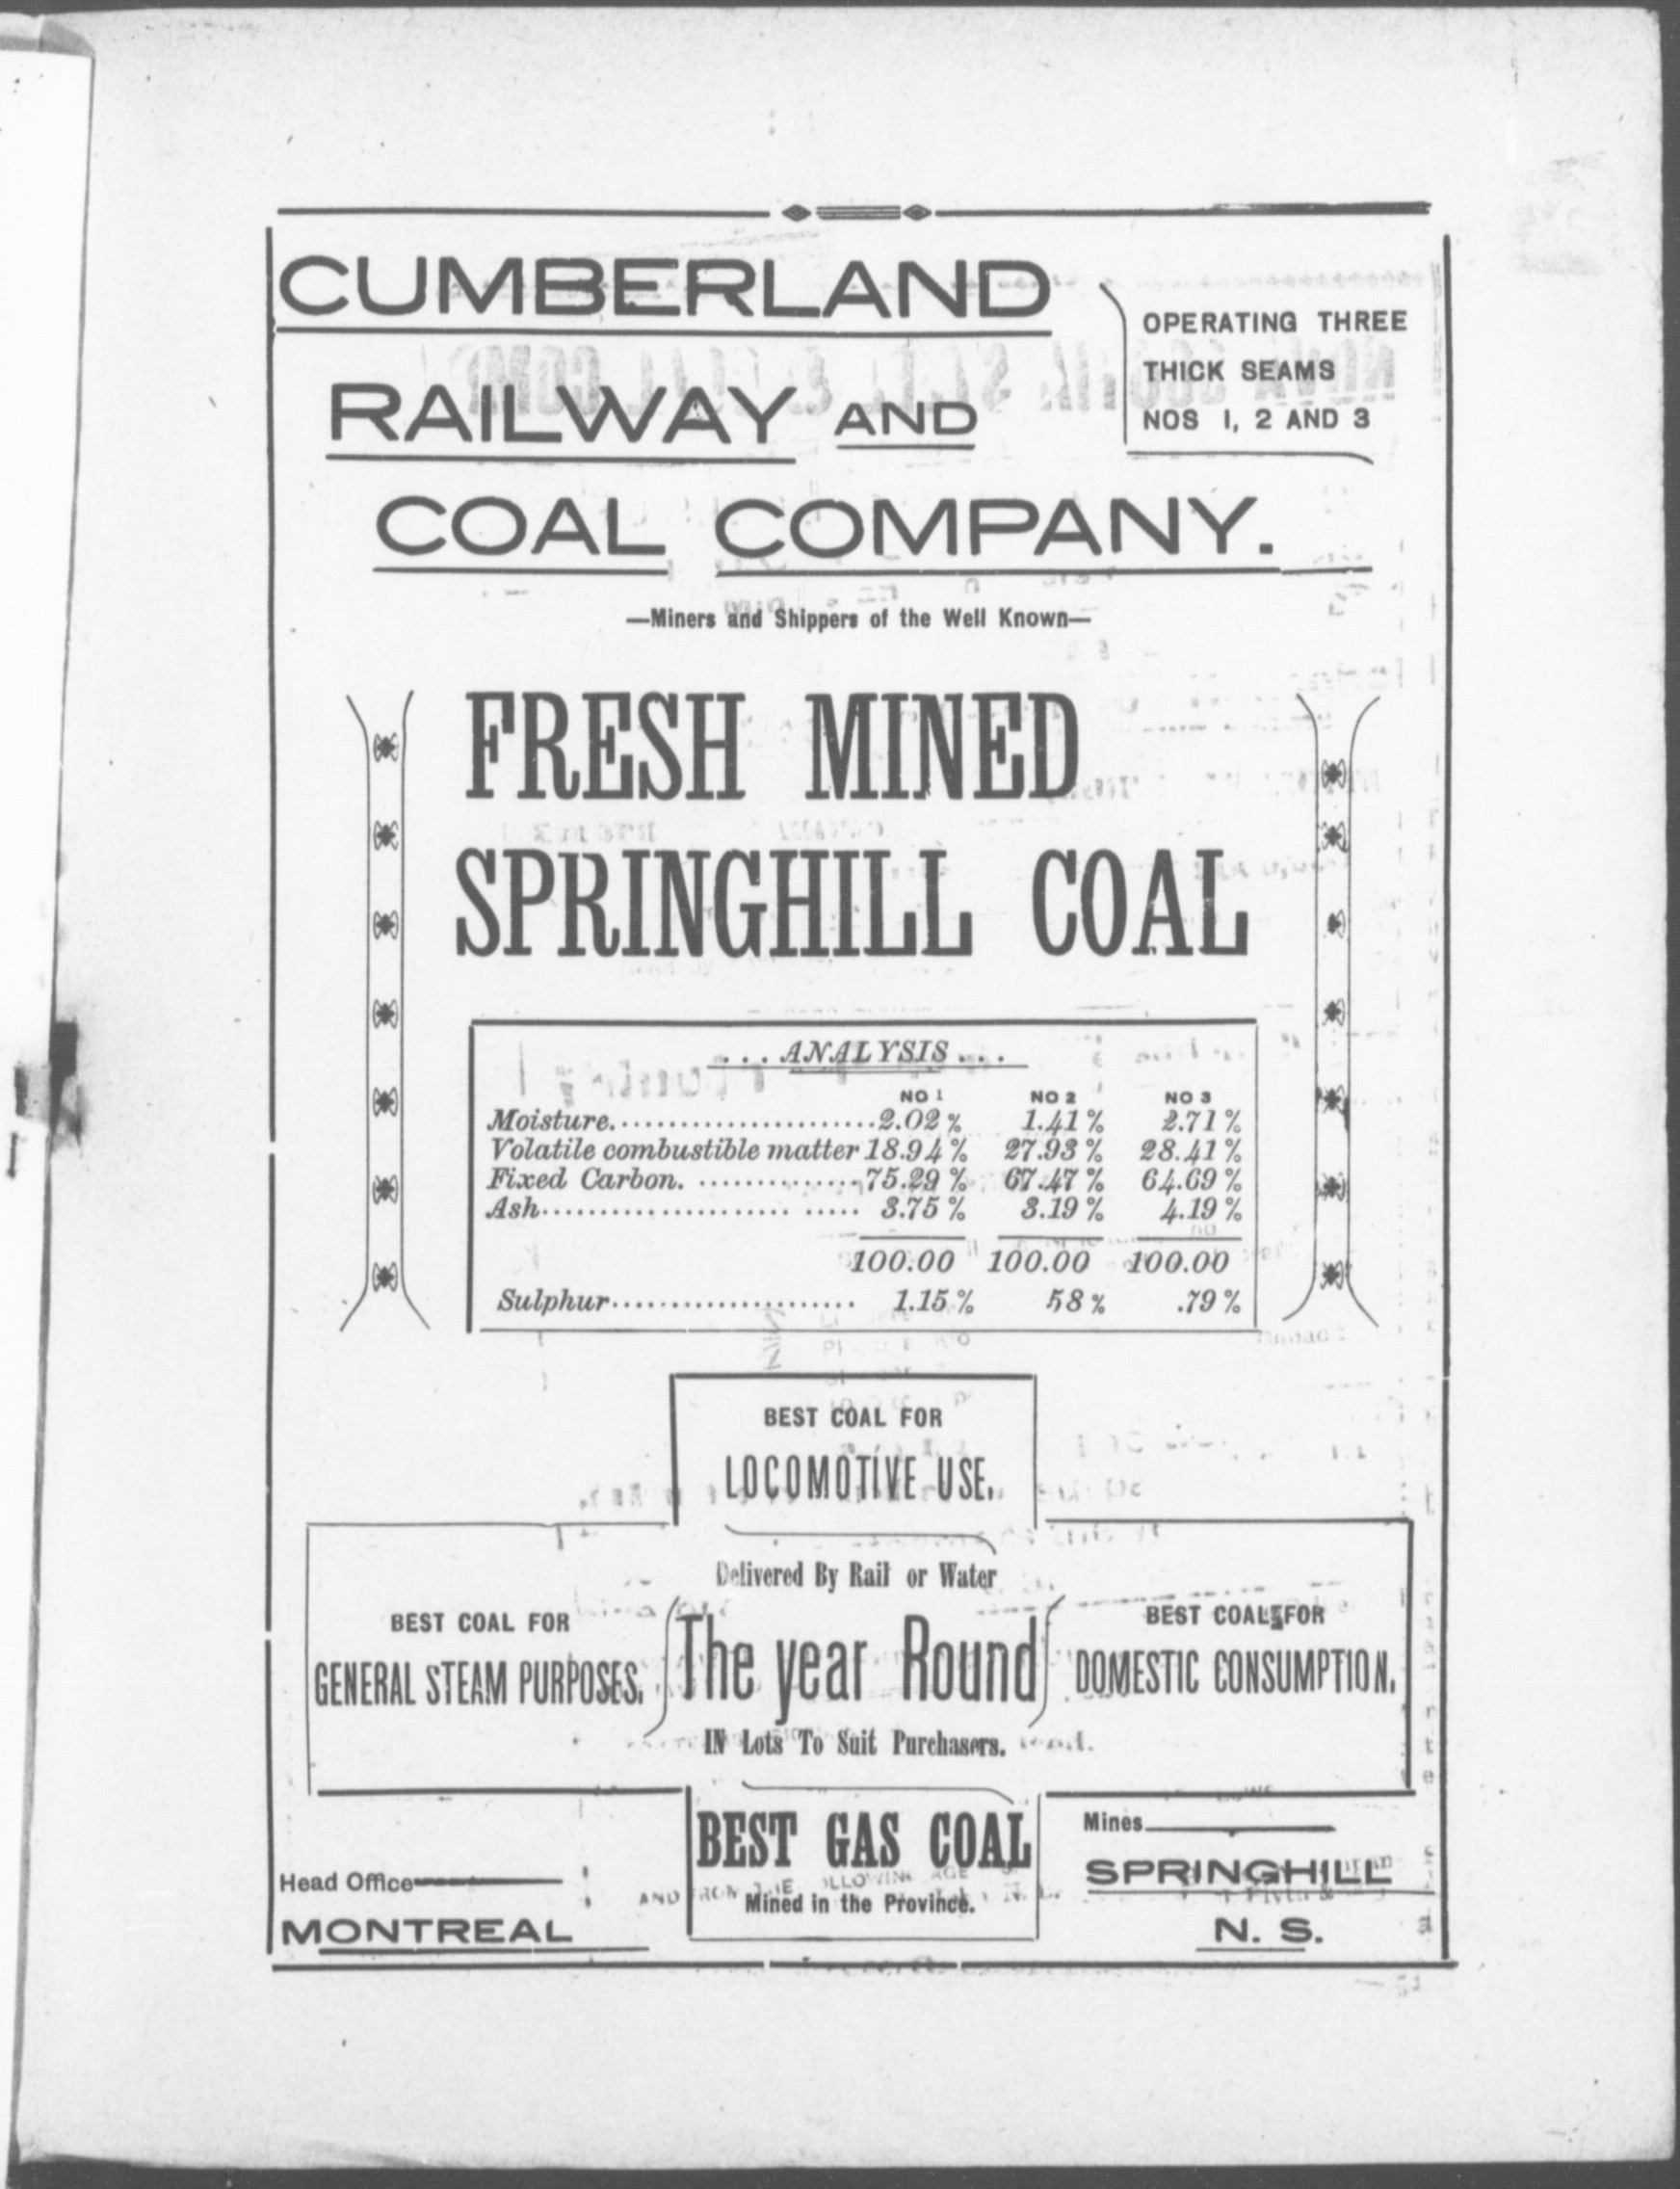 CUMBERLAND
RAILWAY AND
COAL COMPANY.
OPERATING THREE
THICK SEAMS
NOS 1, 2 AND 3
—Miners and Shippers of the Well Known—
FRESH MINED
SPRINGHILL COAL
...ANALYSIS...
NO 1 NO 2 NO 3
Moisture.......................2.02% 1.41% 2.71%
Volatile combustible matter 18.94% 27.93% 28.41%
Fixed Carbon. ..............75.29% 67.47% 64.69%
Ash........................... 3.75% 3.19% 4.19%
100.00 100.00 100.00
Sulphur..................... 1.15% 58% .79%
BEST COAL FOR
LOCOMOTIVE USE.
BEST COAL FOR
GENERAL STEAM PURPOSES.
Delivered By Rail or Water
The year Round
IN Lots To Suit Purchasers.
BEST COAL FOR
DOMESTIC CONSUMPTION.
BEST GAS COAL
Mined in the Province.
Head Office
MONTREAL
Mines
SPRINGHILL
N. S.